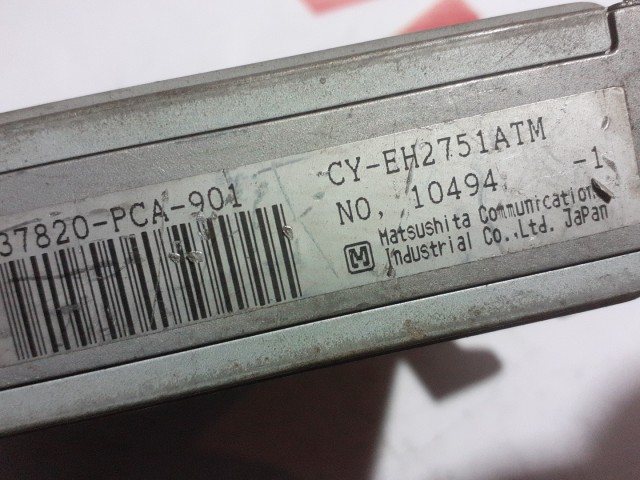 37820-PCA-901
CY-EH2751ATM
NO. 10494 -1
M Matsushita Communication
Industrial Co.,Ltd. JaPan